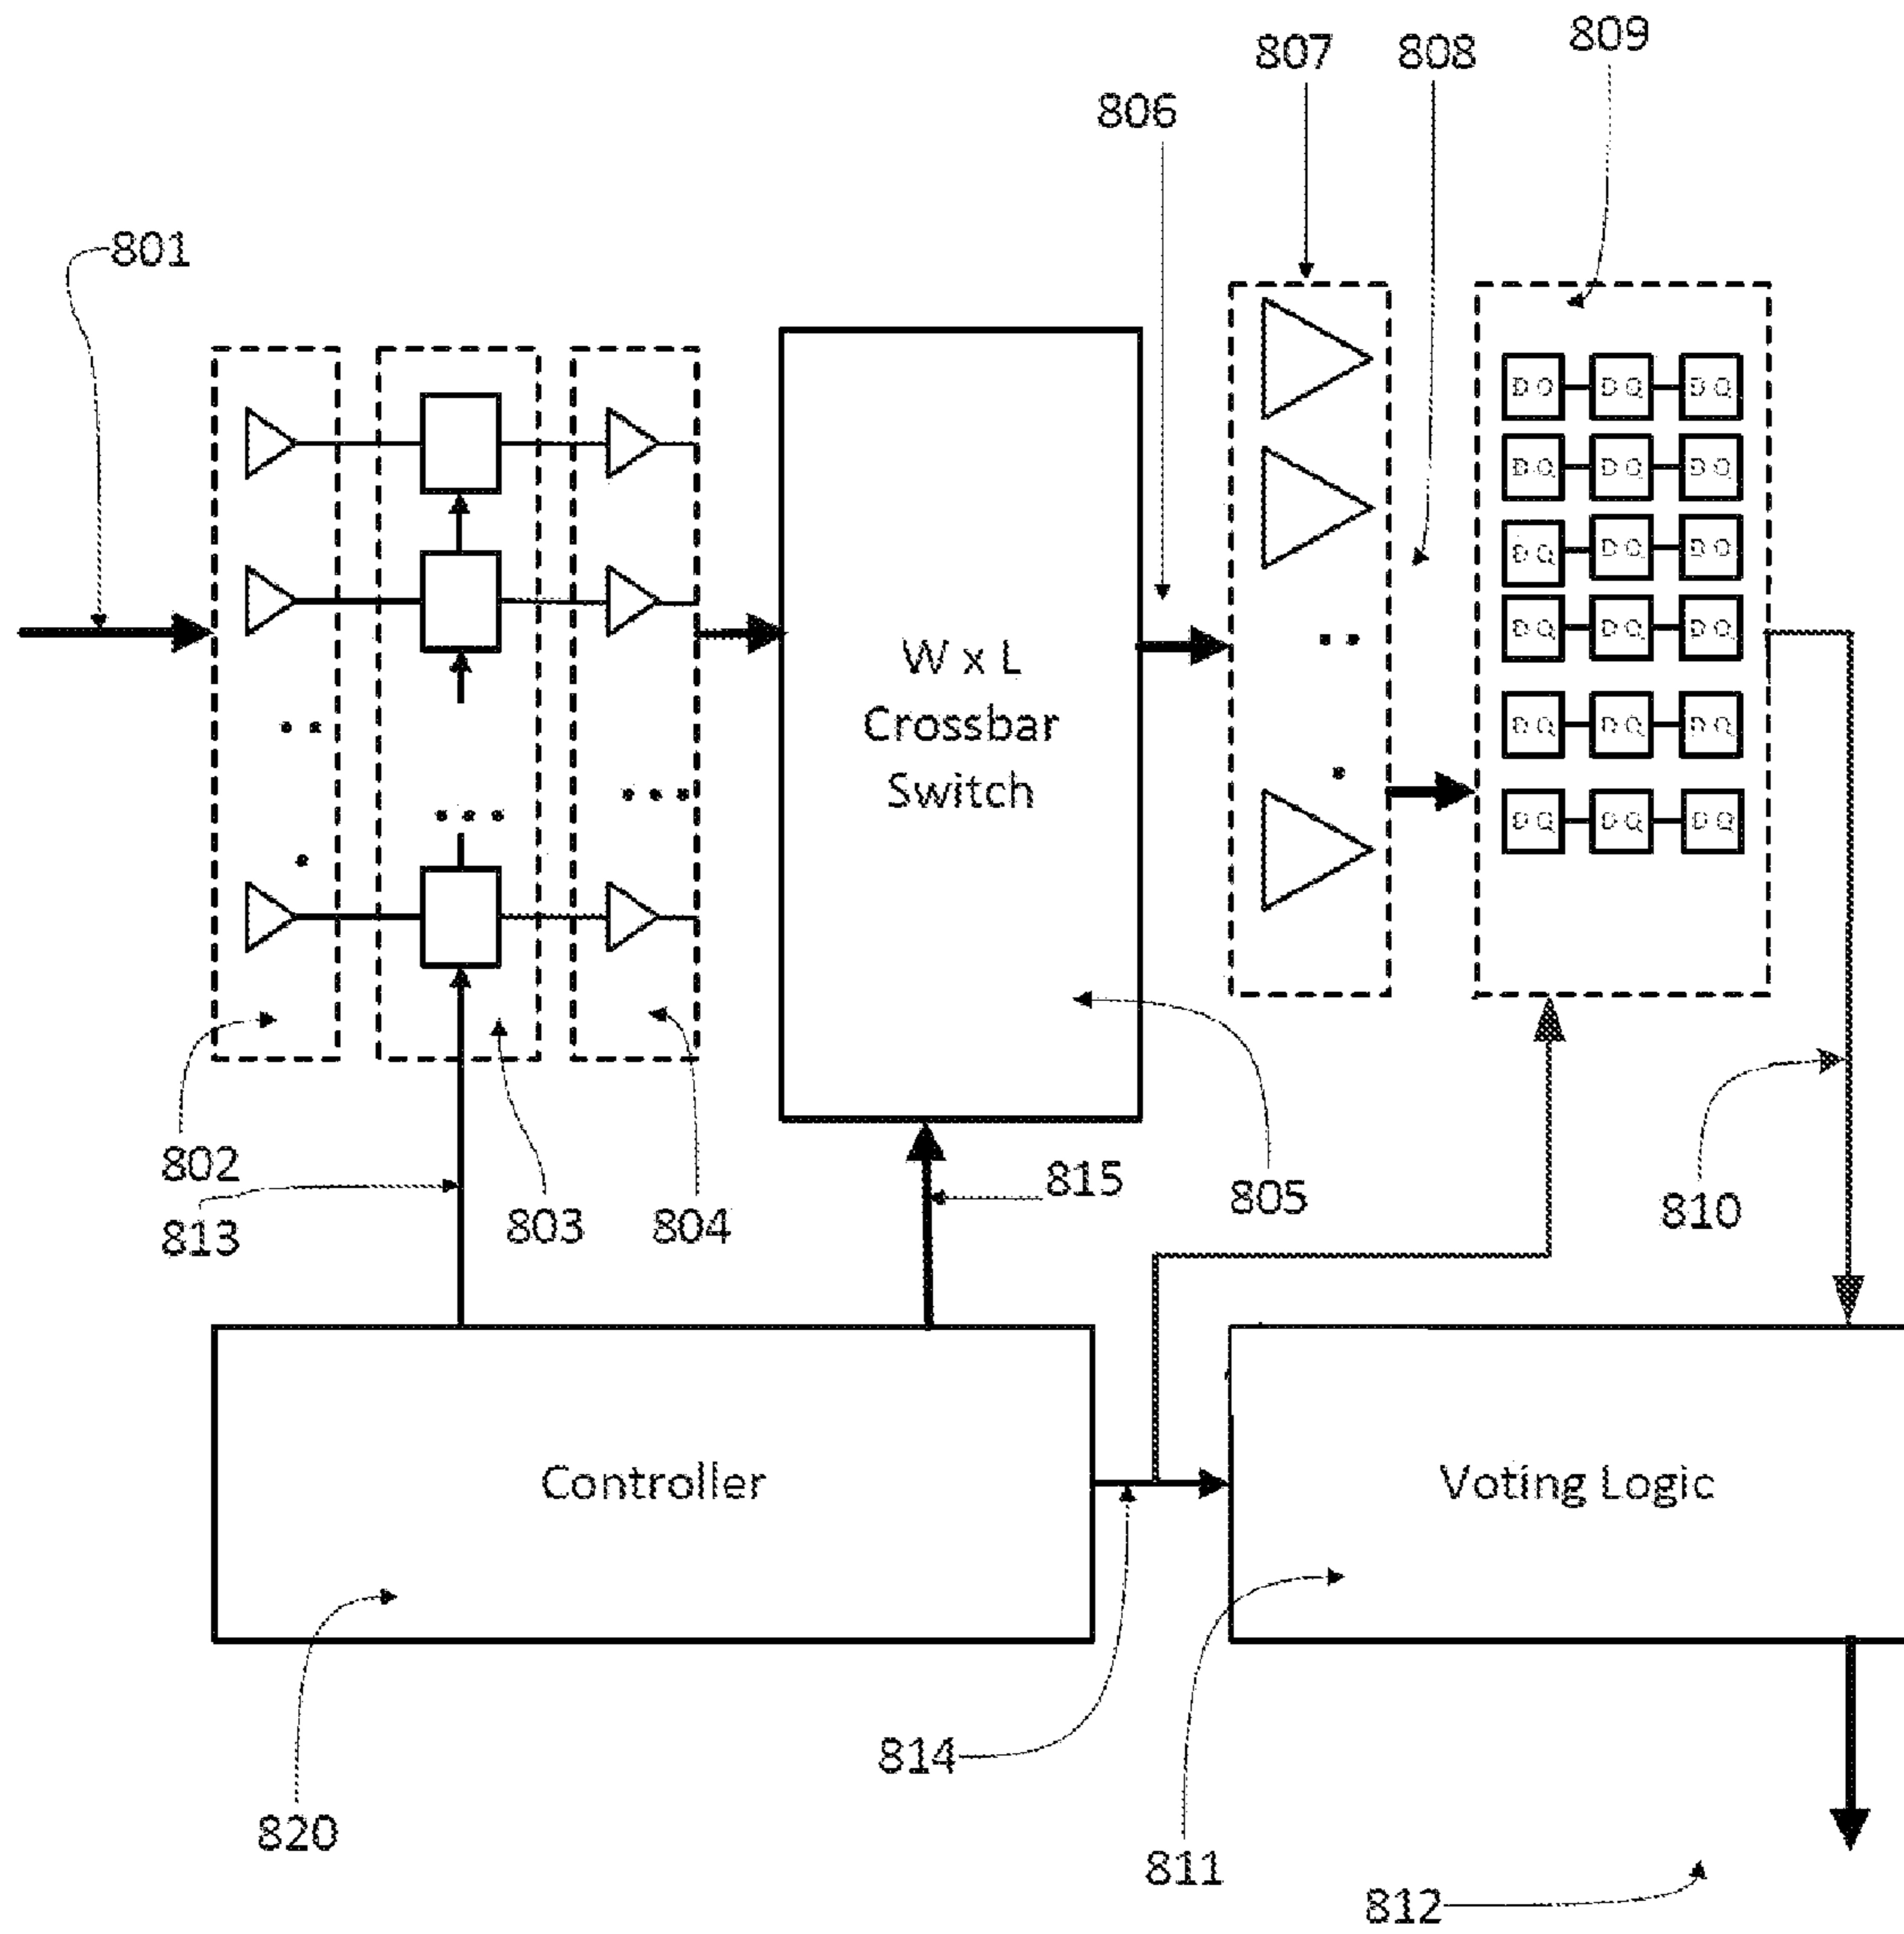 809
807
808
806
801
D Q D Q D Q
D Q D Q D Q
D Q D Q D Q
D Q D Q D Q
W x L
Crossbar
Switch
D Q D Q D Q
D Q D Q D Q
802
813
803
804
815
805
810
Controller
Voting Logic
814
820
811
812